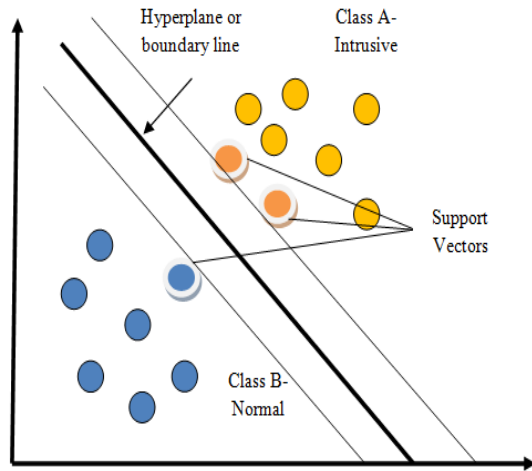 Hyperplane or
boundary line
Class A-
Intrusive
Support
Vectors
Class B-
Normal